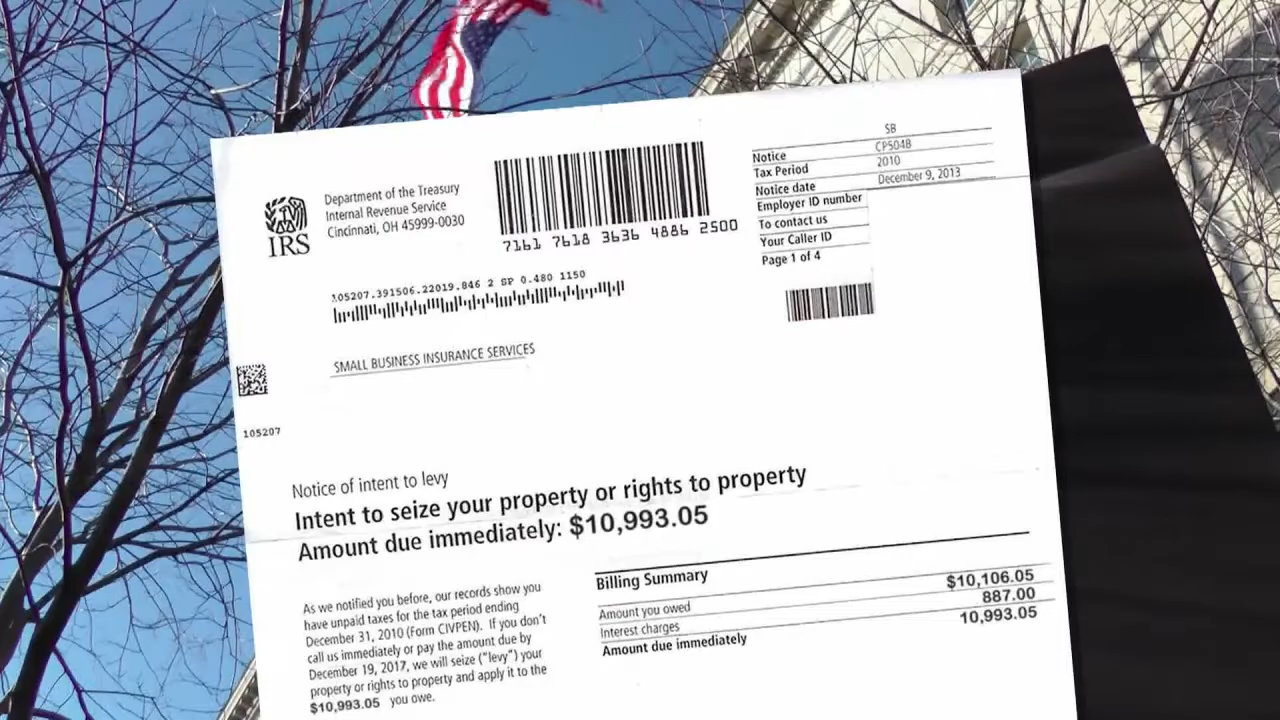 SB
Notice CP504B
Tax Period 2010
Notice date December 9, 2013
Employer ID number
To contact us
Your Caller ID
Page 1 of 4
IRS
Department of the Treasury
Internal Revenue Service
Cincinnati, OH 45999-0030
7161 7618 3636 4886 2500
105207.391506.22019.846 2 SP 0.480 1150
SMALL BUSINESS INSURANCE SERVICES
105207
Notice of intent to levy
Intent to seize your property or rights to property
Amount due immediately: $10,993.05
As we notified you before, our records show you
have unpaid taxes for the tax period ending
December 31, 2010 (Form CIVPEN). If you don't
call us immediately or pay the amount due by
December 19, 2017, we will seize ("levy") your
property or rights to property and apply it to the
$10,993.05 you owe.
Billing Summary
Amount you owed $10,106.05
Interest charges 887.00
Amount due immediately 10,993.05